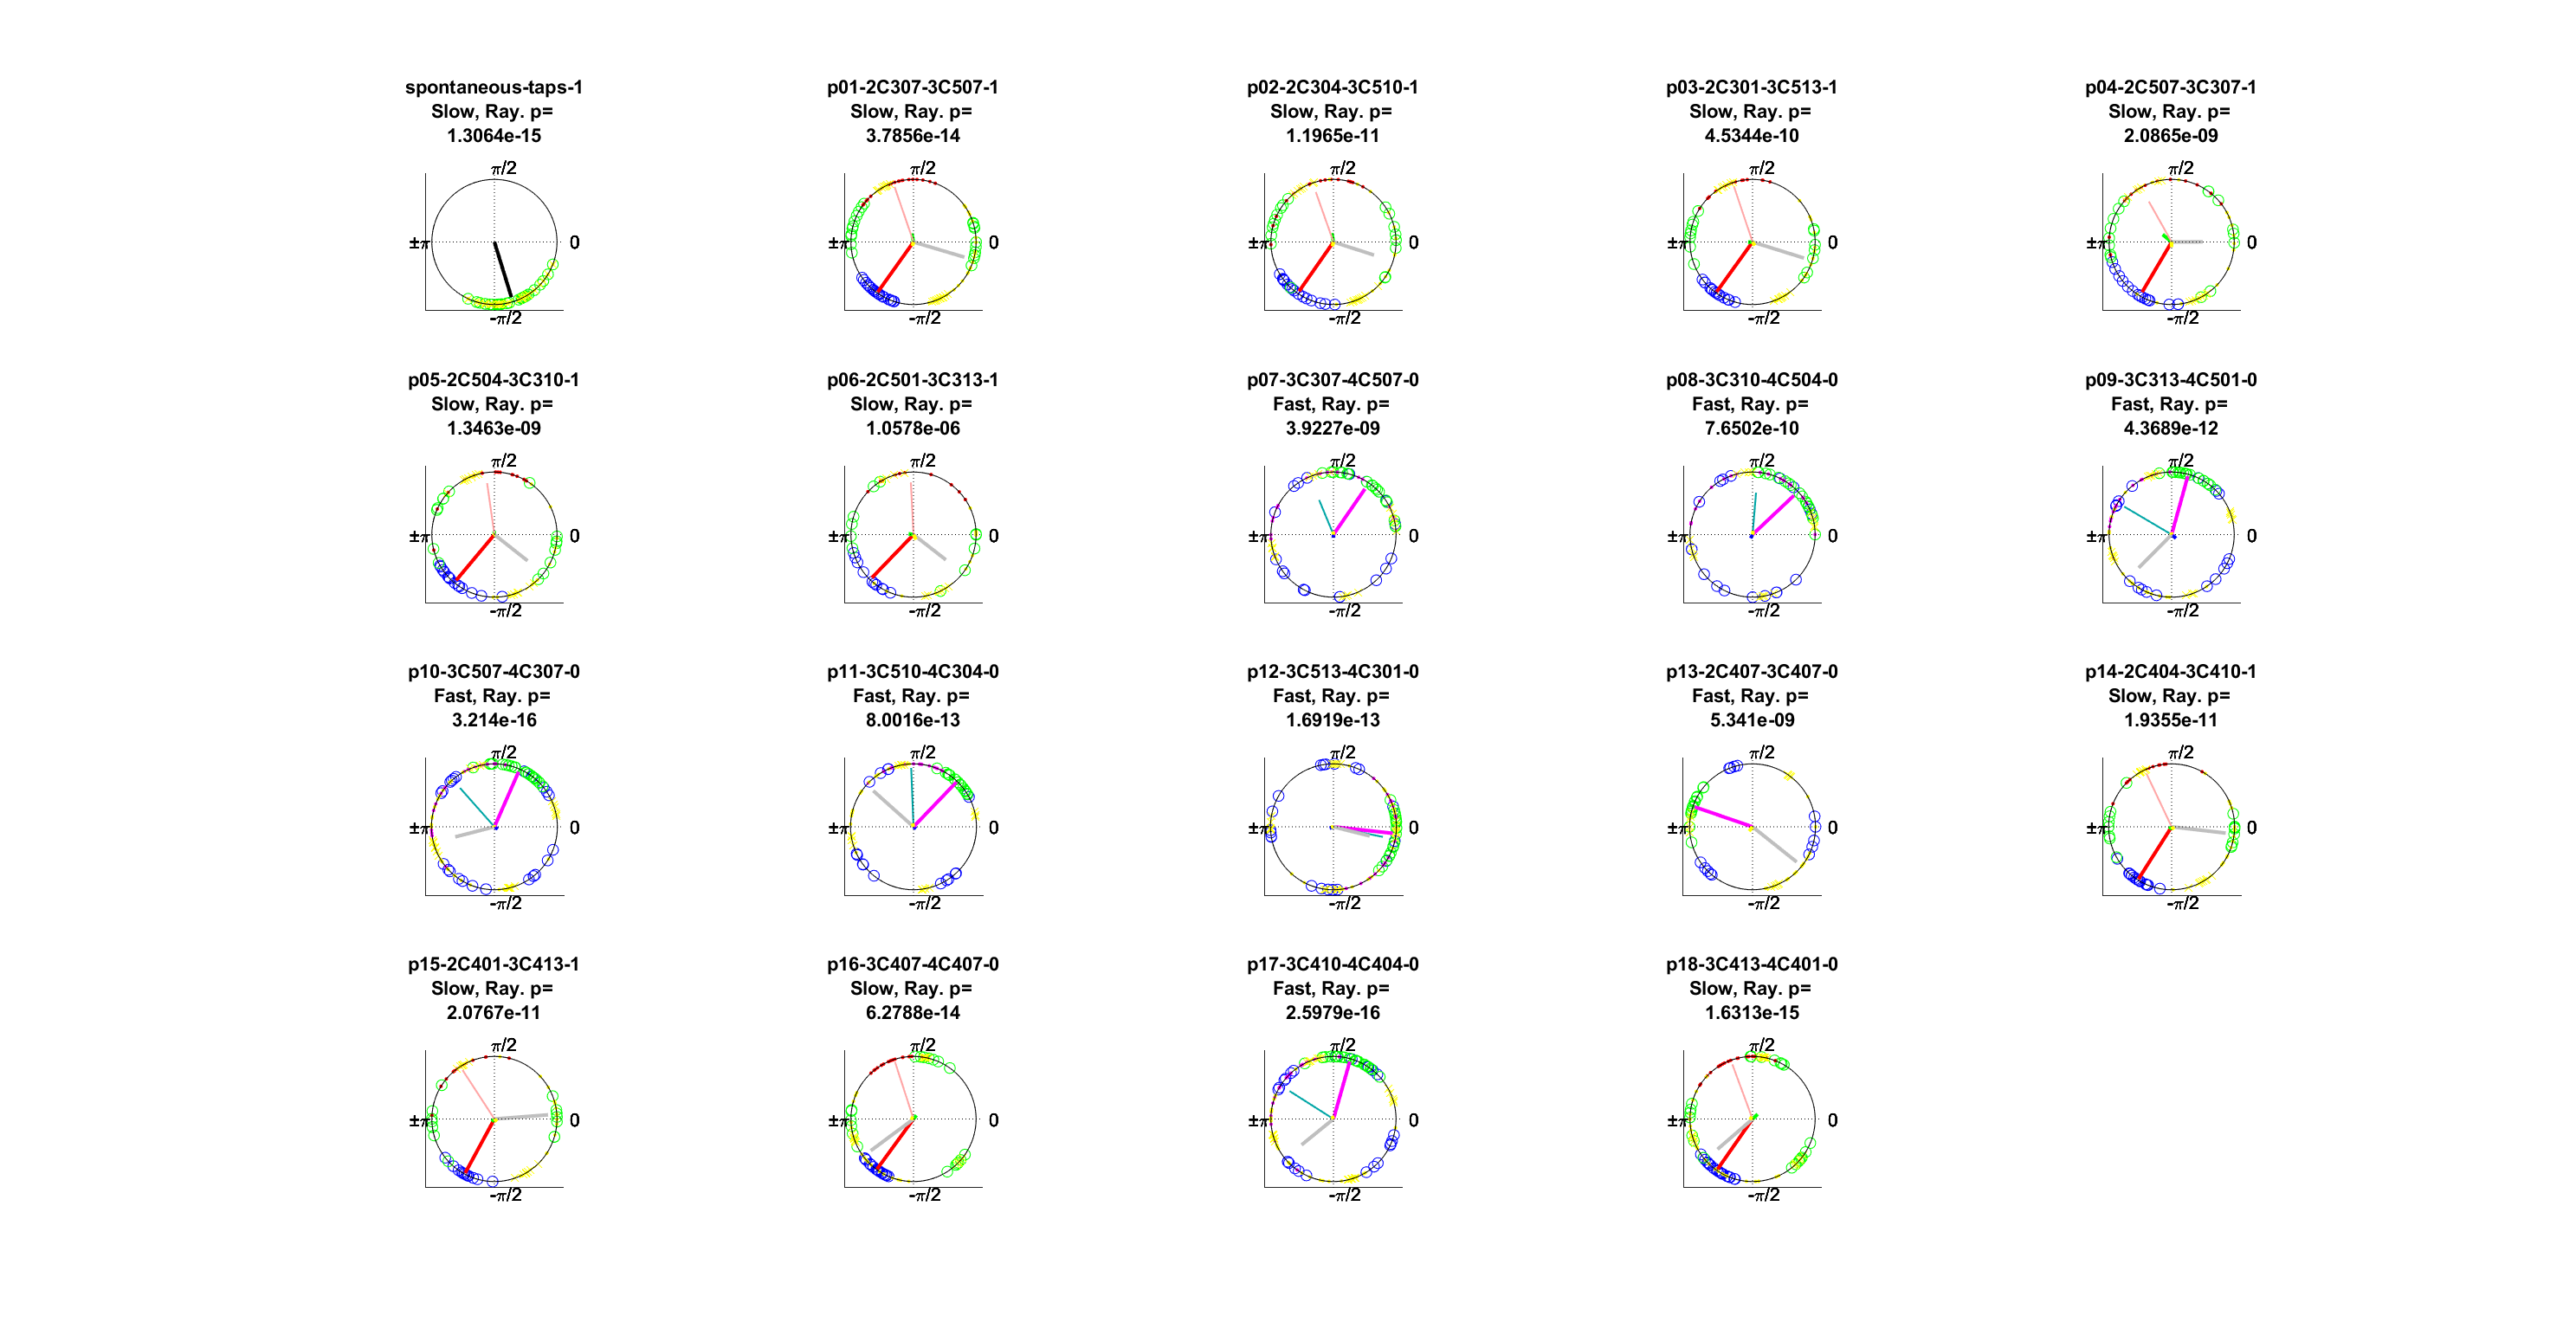 spontaneous-taps-1
Slow, Ray. p=
1.3064e-15
π/2
±π
0
-π/2
p01-2C307-3C507-1
Slow, Ray. p=
3.7856e-14
π/2
±π
0
-π/2
p02-2C304-3C510-1
Slow, Ray. p=
1.1965e-11
π/2
±π
0
-π/2
p03-2C301-3C513-1
Slow, Ray. p=
4.5344e-10
π/2
±π
0
-π/2
p04-2C507-3C307-1
Slow, Ray. p=
2.0865e-09
π/2
±π
0
-π/2
p05-2C504-3C310-1
Slow, Ray. p=
1.3463e-09
π/2
±π
0
-π/2
p06-2C501-3C313-1
Slow, Ray. p=
1.0578e-06
π/2
±π
0
-π/2
p07-3C307-4C507-0
Fast, Ray. p=
3.9227e-09
π/2
±π
0
-π/2
p08-3C310-4C504-0
Fast, Ray. p=
7.6502e-10
π/2
±π
0
-π/2
p09-3C313-4C501-0
Fast, Ray. p=
4.3689e-12
π/2
±π
0
-π/2
p10-3C507-4C307-0
Fast, Ray. p=
3.214e-16
π/2
±π
0
-π/2
p11-3C510-4C304-0
Fast, Ray. p=
8.0016e-13
π/2
±π
0
-π/2
p12-3C513-4C301-0
Fast, Ray. p=
1.6919e-13
π/2
±π
0
-π/2
p13-2C407-3C407-0
Fast, Ray. p=
5.341e-09
π/2
±π
0
-π/2
p14-2C404-3C410-1
Slow, Ray. p=
1.9355e-11
π/2
±π
0
-π/2
p15-2C401-3C413-1
Slow, Ray. p=
2.0767e-11
π/2
±π
0
-π/2
p16-3C407-4C407-0
Slow, Ray. p=
6.2788e-14
π/2
±π
0
-π/2
p17-3C410-4C404-0
Fast, Ray. p=
2.5979e-16
π/2
±π
0
-π/2
p18-3C413-4C401-0
Slow, Ray. p=
1.6313e-15
π/2
±π
0
-π/2